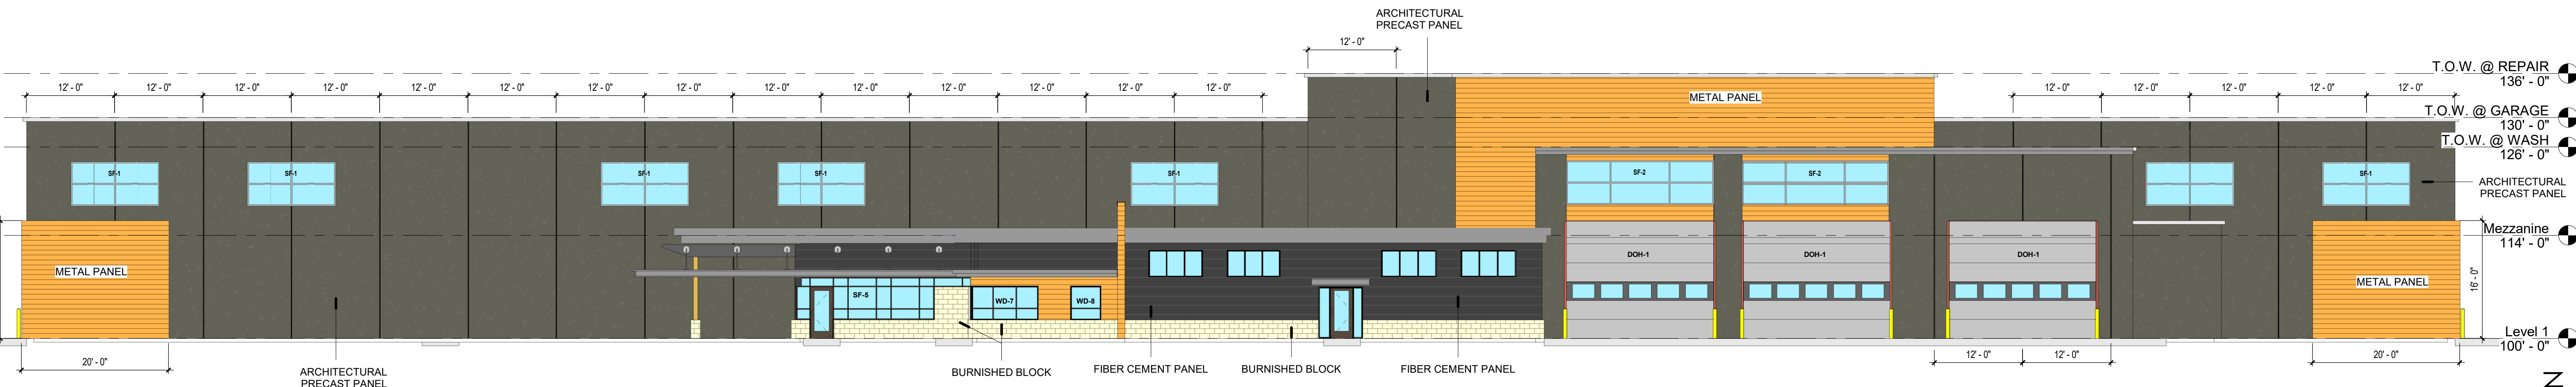 ARCHITECTURAL
PRECAST PANEL
12' - 0"
T.O.W. @ REPAIR
136' - 0"
12' - 0" 12' - 0" 12' - 0" 12' - 0" 12' - 0" 12' - 0" 12' - 0" 12' - 0" 12' - 0" 12' - 0" 12' - 0" 12' - 0" 12' - 0" 12' - 0" 12' - 0" 12' - 0" 12' - 0" 12' - 0" 12' - 0"
METAL PANEL
T.O.W. @ GARAGE
130' - 0"
T.O.W. @ WASH
126' - 0"
SF-1 SF-1 SF-1 SF-1 SF-1 SF-2 SF-2 SF-1
ARCHITECTURAL
PRECAST PANEL
Mezzanine
114' - 0"
DOH-1 DOH-1 DOH-1
METAL PANEL
METAL PANEL
16' - 0"
SF-5 WD-7 WD-8
Level 1
100' - 0"
20' - 0" 12' - 0" 12' - 0" 20' - 0"
ARCHITECTURAL
PRECAST PANEL
BURNISHED BLOCK FIBER CEMENT PANEL BURNISHED BLOCK FIBER CEMENT PANEL